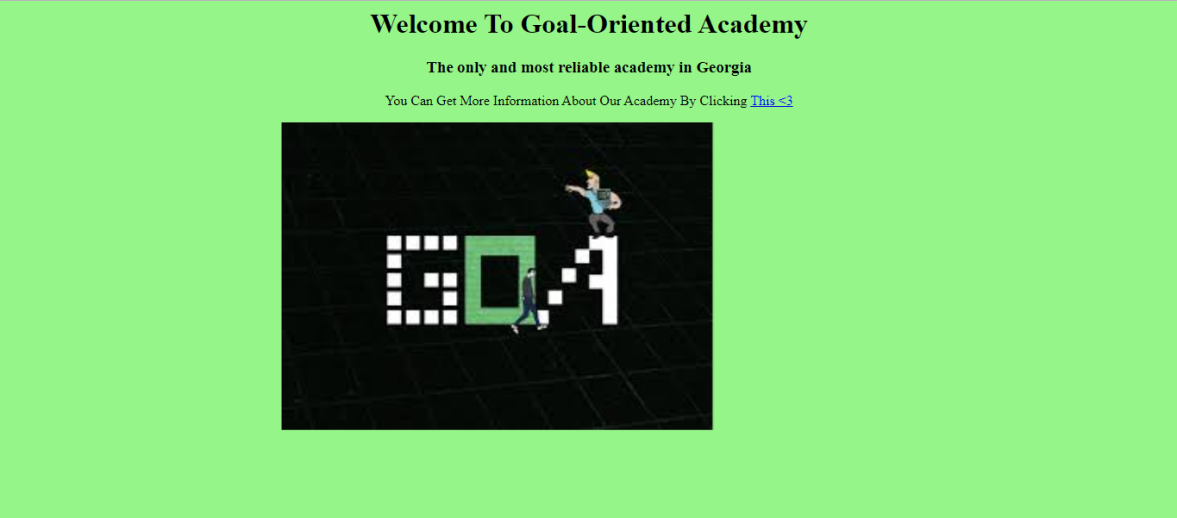 Welcome To Goal-Oriented Academy
The only and most reliable academy in Georgia
You Can Get More Information About Our Academy By Clicking This <3
GOA